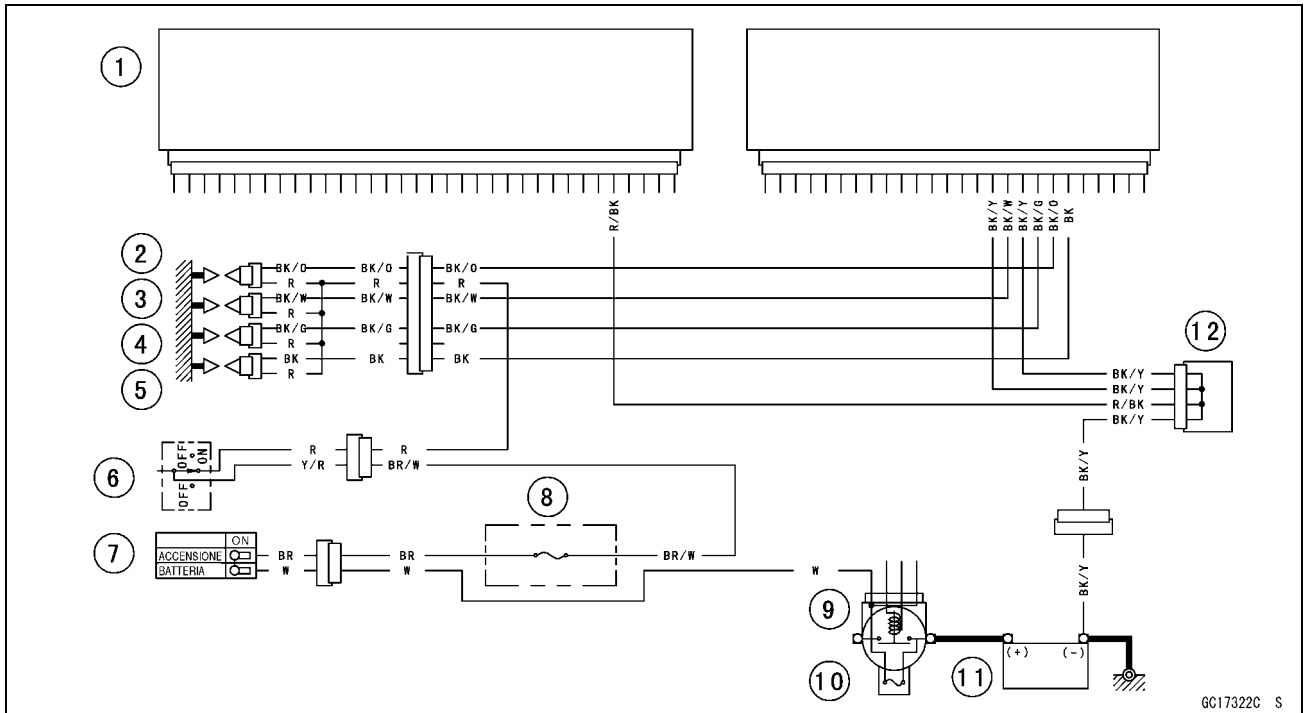 1
R/BK
BK/Y
BK/W
BK/Y
BK/G
BK/O
BK
2
BK/O BK/O BK/O
R R R
3
BK/W BK/W BK/W
R
BK/G BK/G BK/G
4
R
BK BK BK
R
5
12
BK/Y
BK/Y
R/BK
BK/Y
BK/Y
BK/Y
6
OFF
ON
OFF
R R
Y/R BR/W
8
7
ON
ACCENSIONE BR BR BR/W
BATTERIA W W W
9
10
11
(+) (-)
GC17322C S